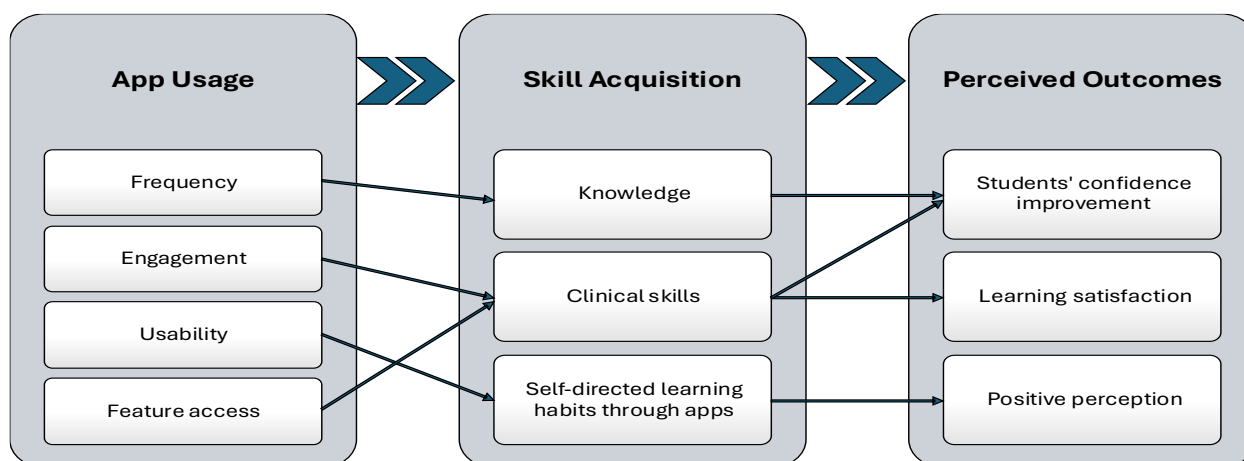 App Usage
Frequency
Engagement
Usability
Feature access
Skill Acquisition
Knowledge
Clinical skills
Self-directed learning
habits through apps
Perceived Outcomes
Students' confidence
improvement
Learning satisfaction
Positive perception